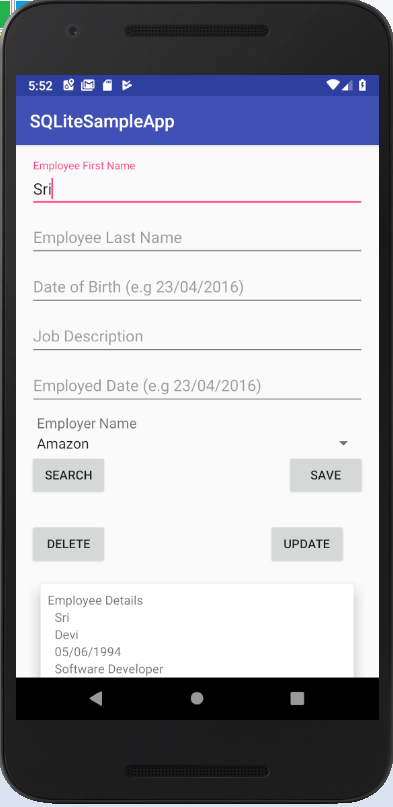 5:52
SQLiteSampleApp
Employee First Name
Sri
Employee Last Name
Date of Birth (e.g 23/04/2016)
Job Description
Employed Date (e.g 23/04/2016)
Employer Name
Amazon
SEARCH SAVE
DELETE UPDATE
Employee Details
Sri
Devi
05/06/1994
Software Developer